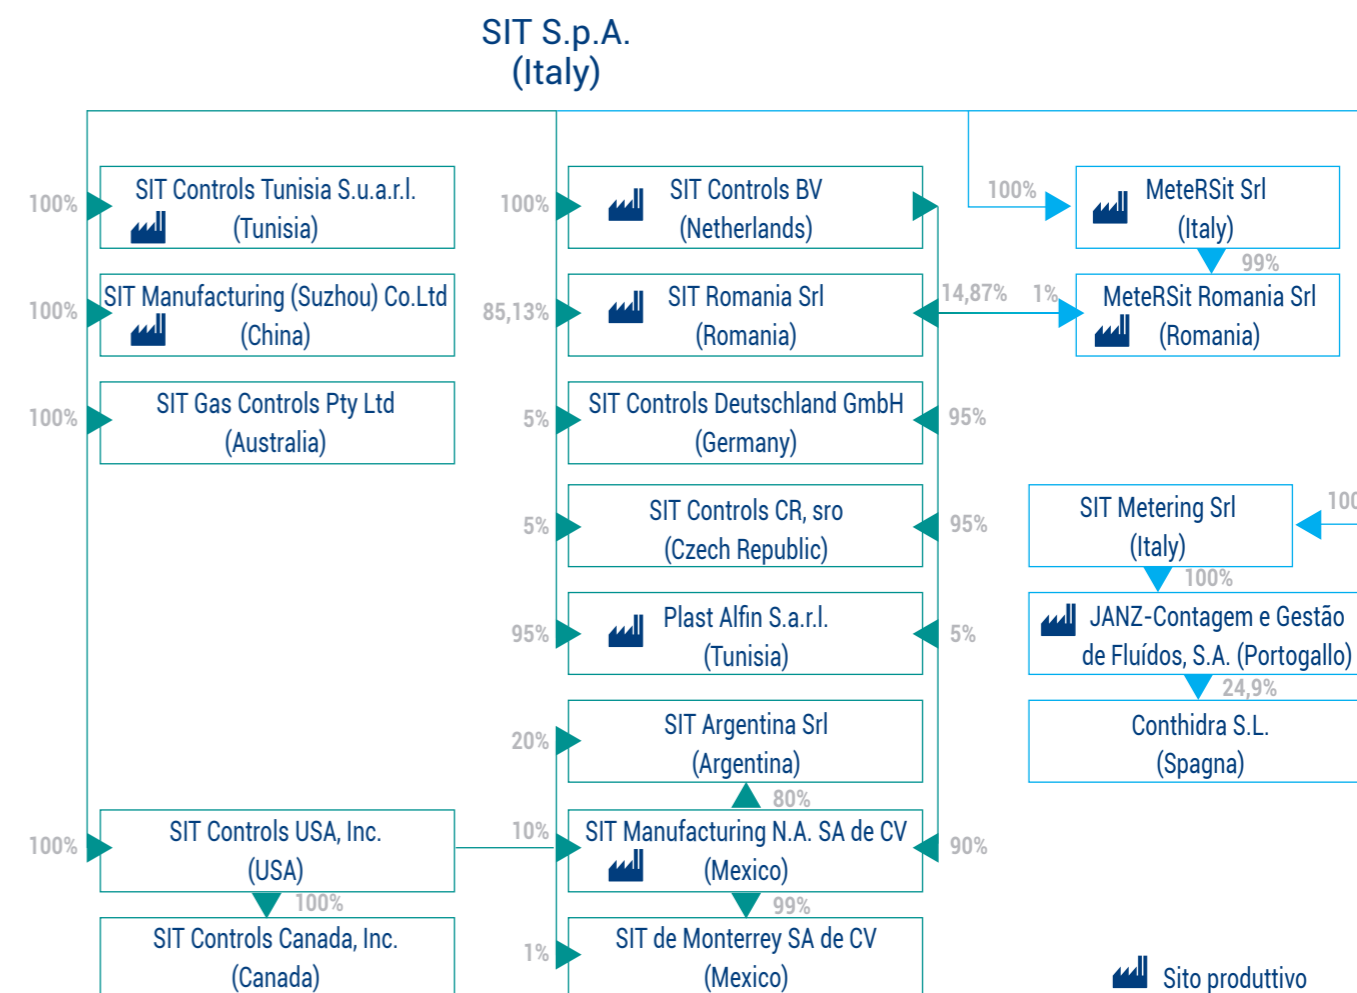 SIT S.p.A.
(Italy)
100%
SIT Controls Tunisia S.u.a.r.l.
(Tunisia)
100%
SIT Manufacturing (Suzhou) Co.Ltd
(China)
100%
SIT Gas Controls Pty Ltd
(Australia)
100%
SIT Controls USA, Inc.
(USA)
100%
SIT Controls Canada, Inc.
(Canada)
100%
SIT Controls BV
(Netherlands)
85,13%
SIT Romania Srl
(Romania)
14,87%
1%
5%
SIT Controls Deutschland GmbH
(Germany)
95%
5%
SIT Controls CR, sro
(Czech Republic)
95%
95%
Plast Alfin S.a.r.l.
(Tunisia)
5%
20%
SIT Argentina Srl
(Argentina)
80%
10%
SIT Manufacturing N.A. SA de CV
(Mexico)
90%
99%
1%
SIT de Monterrey SA de CV
(Mexico)
100%
MeteRSit Srl
(Italy)
99%
MeteRSit Romania Srl
(Romania)
SIT Metering Srl
(Italy)
100
100%
JANZ-Contagem e Gestão
de Fluídos, S.A. (Portogallo)
24,9%
Conthidra S.L.
(Spagna)
Sito produttivo